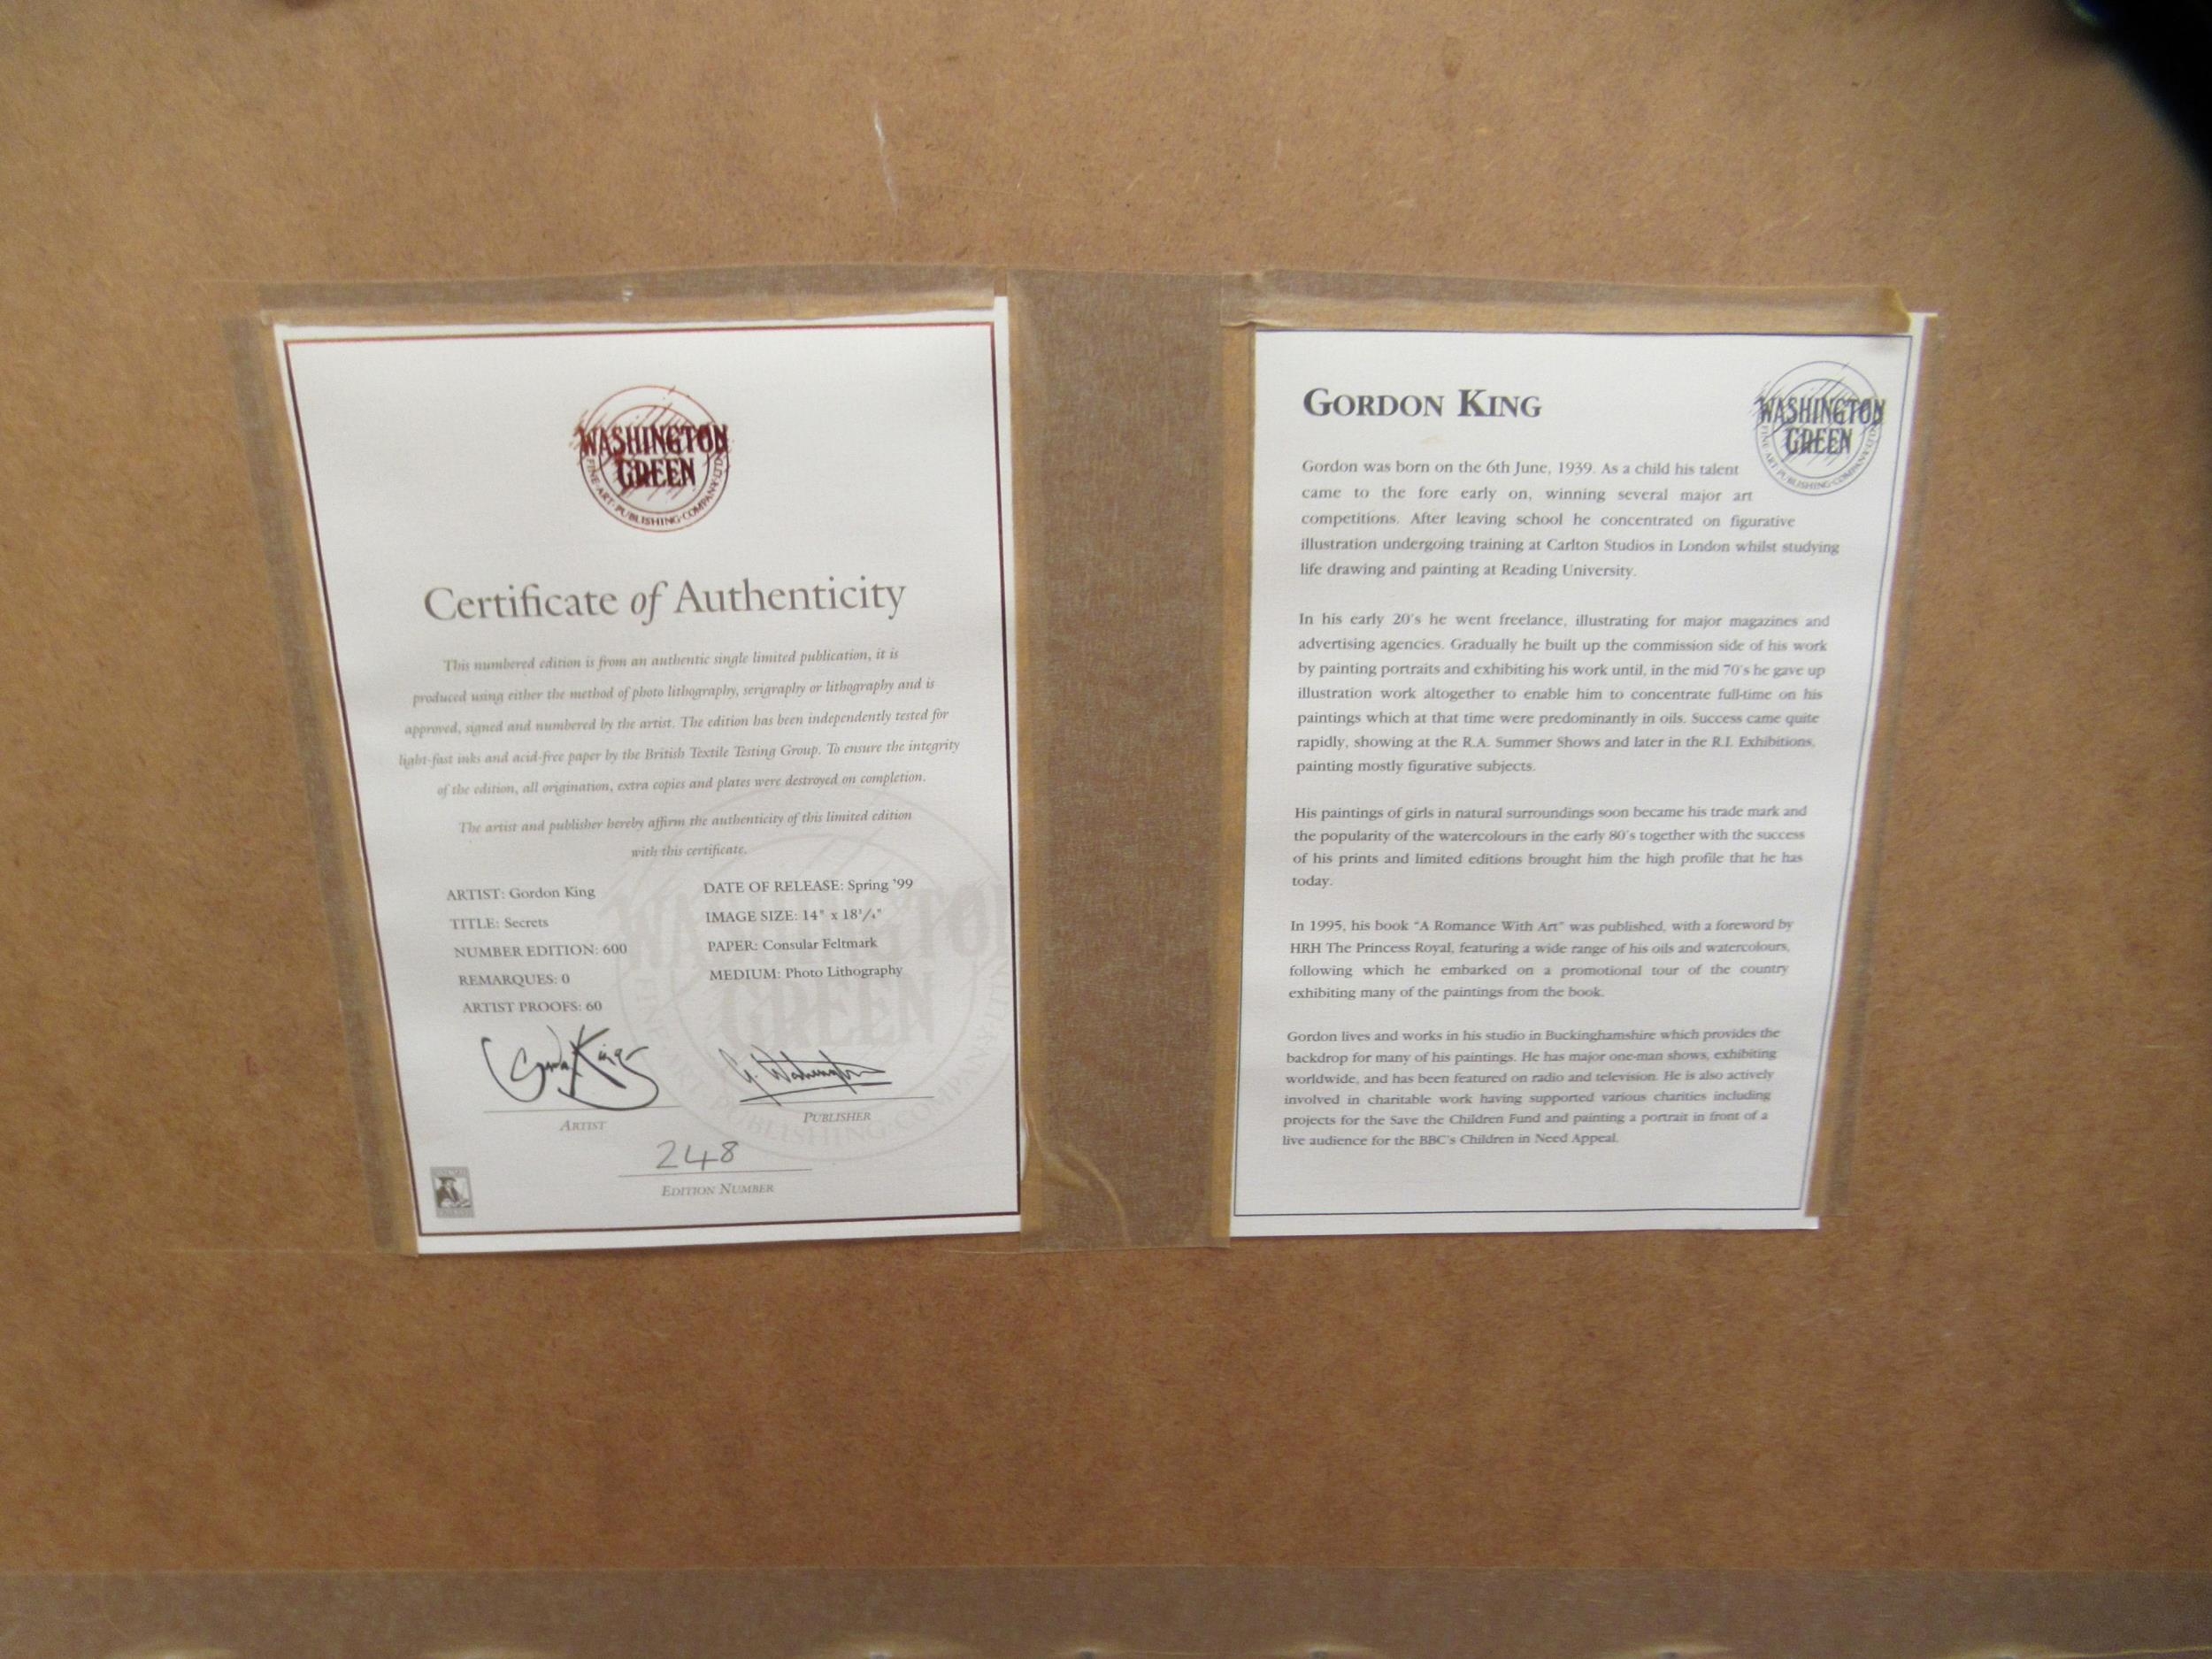 WASHINGTON
GREEN
FINE·ART·PUBLISHING·COMPANY·LTD
Certificate of Authenticity
This numbered edition is from an authentic single limited publication, it is
produced using either the method of photo lithography, serigraphy or lithography and is
approved, signed and numbered by the artist. The edition has been independently tested for
light-fast inks and acid-free paper by the British Textile Testing Group. To ensure the integrity
of the edition, all origination, extra copies and plates were destroyed on completion.
The artist and publisher hereby affirm the authenticity of this limited edition
with this certificate.
ARTIST: Gordon King
TITLE: Secrets
NUMBER EDITION: 600
REMARQUES: 0
ARTIST PROOFS: 60
DATE OF RELEASE: Spring '99
IMAGE SIZE: 14" x 18¼"
PAPER: Consular Feltmark
MEDIUM: Photo Lithography
Gordon King
ARTIST
PUBLISHER
248
EDITION NUMBER
WASHINGTON
GREEN
GORDON KING
WASHINGTON
GREEN
FINE·ART·PUBLISHING·COMPANY·LTD
Gordon was born on the 6th June, 1939. As a child his talent
came to the fore early on, winning several major art
competitions. After leaving school he concentrated on figurative
illustration undergoing training at Carlton Studios in London whilst studying
life drawing and painting at Reading University.
In his early 20's he went freelance, illustrating for major magazines and
advertising agencies. Gradually he built up the commission side of his work
by painting portraits and exhibiting his work until, in the mid 70's he gave up
illustration work altogether to enable him to concentrate full-time on his
paintings which at that time were predominantly in oils. Success came quite
rapidly, showing at the R.A. Summer Shows and later in the R.I. Exhibitions,
painting mostly figurative subjects.
His paintings of girls in natural surroundings soon became his trade mark and
the popularity of the watercolours in the early 80's together with the success
of his prints and limited editions brought him the high profile that he has
today.
In 1995, his book "A Romance With Art" was published, with a foreword by
HRH The Princess Royal, featuring a wide range of his oils and watercolours,
following which he embarked on a promotional tour of the country
exhibiting many of the paintings from the book.
Gordon lives and works in his studio in Buckinghamshire which provides the
backdrop for many of his paintings. He has major one-man shows, exhibiting
worldwide, and has been featured on radio and television. He is also actively
involved in charitable work having supported various charities including
projects for the Save the Children Fund and painting a portrait in front of a
live audience for the BBC's Children in Need Appeal.